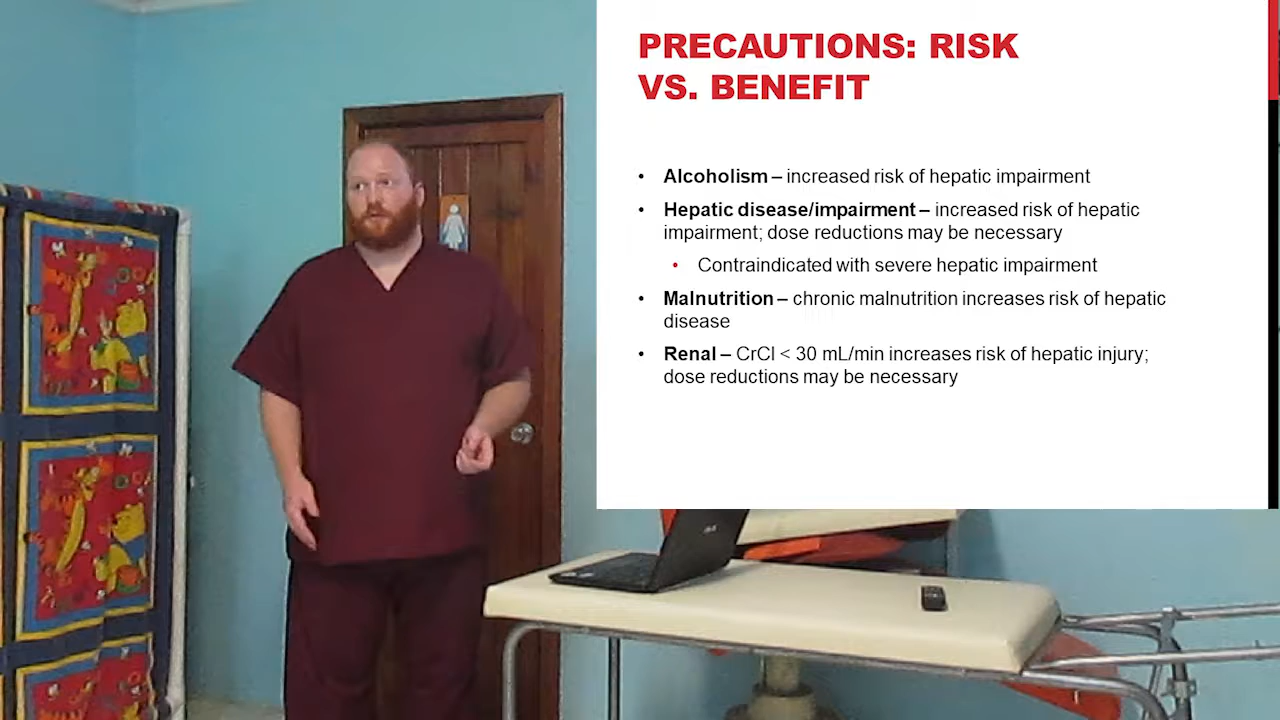 PRECAUTIONS: RISK
VS. BENEFIT
• Alcoholism – increased risk of hepatic impairment
• Hepatic disease/impairment – increased risk of hepatic
impairment; dose reductions may be necessary
• Contraindicated with severe hepatic impairment
• Malnutrition – chronic malnutrition increases risk of hepatic
disease
• Renal – CrCl < 30 mL/min increases risk of hepatic injury;
dose reductions may be necessary